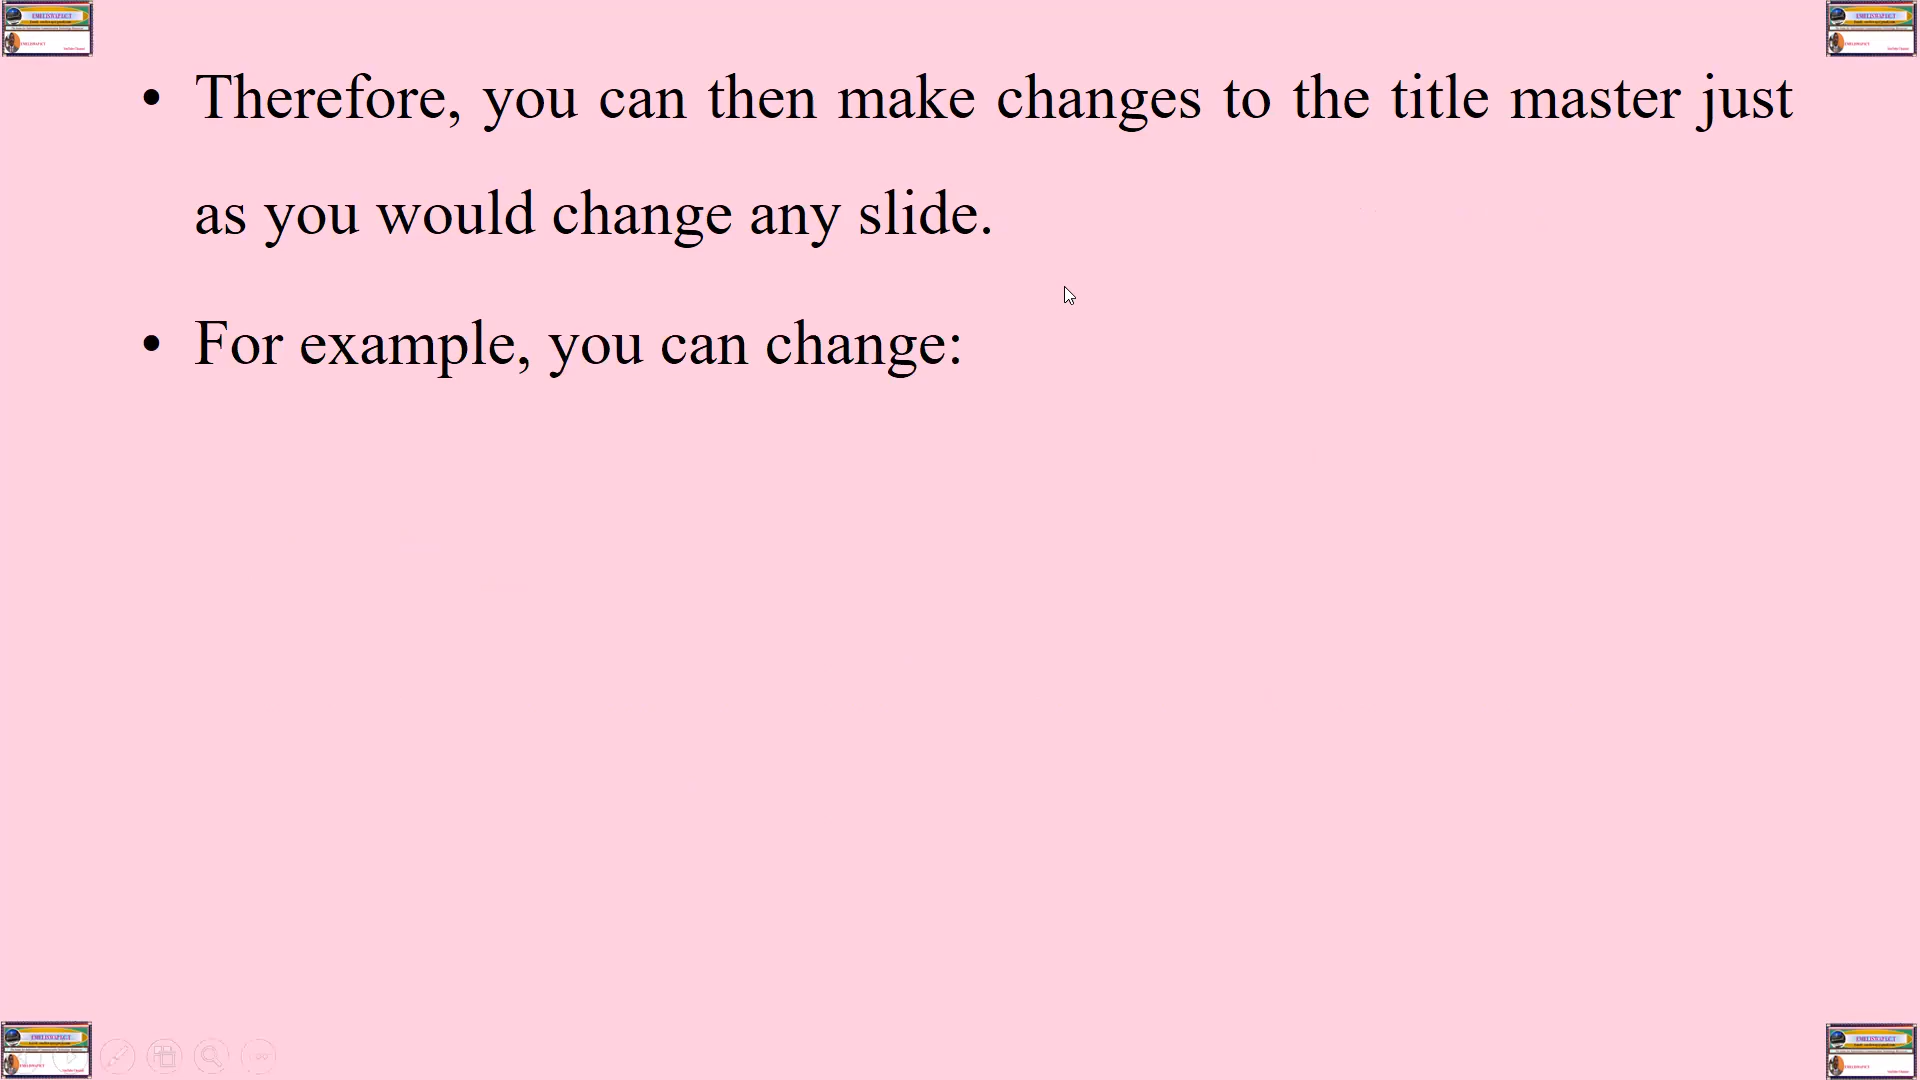 • Therefore, you can then make changes to the title master just
as you would change any slide.
• For example, you can change: